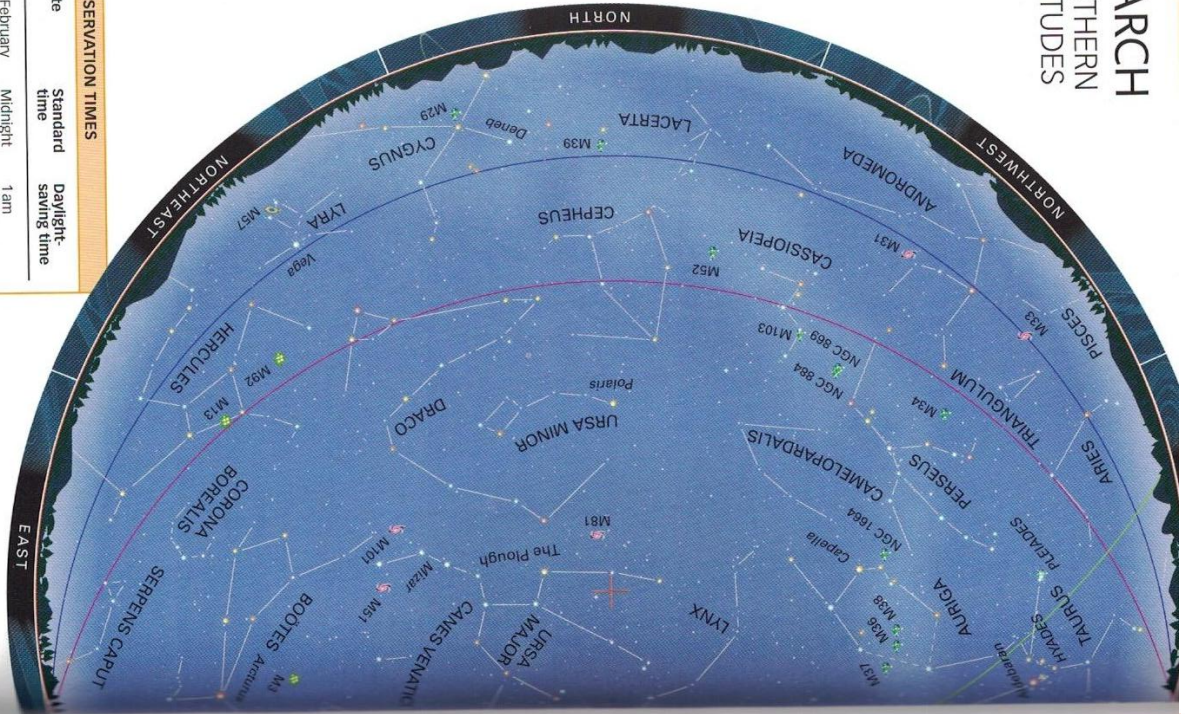 ARCH
THERN
TUDES
SERVATION TIMES
te
Standard
time
Daylight-
saving time
February
Midnight
1am
NORTH
NORTHEAST
NORTHWEST
EAST
M29
Deneb
CYGNUS
M39
LACERTA
ANDROMEDA
M57
LYRA
Vega
CEPHEUS
M52
CASSIOPEIA
M31
M33
PISCES
HERCULES
M92
M13
DRACO
Polaris
URSA MINOR
M103
NGC 869
NGC 884
M34
TRIANGULUM
ARIES
CAMELOPARDALIS
PERSEUS
CORONA
BOREALIS
M81
The Plough
M101
Mizar
M51
NGC 1664
Capella
PLEIADES
SERPENS CAPUT
BOÖTES
Arcturus
M3
CANES VENATIC
URSA
MAJOR
LYNX
M38
M36
M37
AURIGA
TAURUS
HYADES
ldebaran